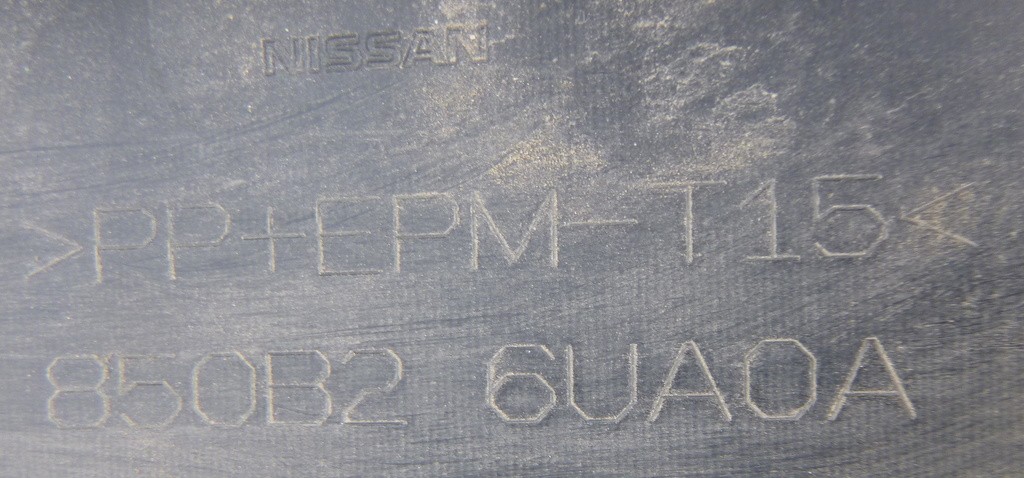 NISSAN
>PP+EPM-T15<
850B2 6UA0A